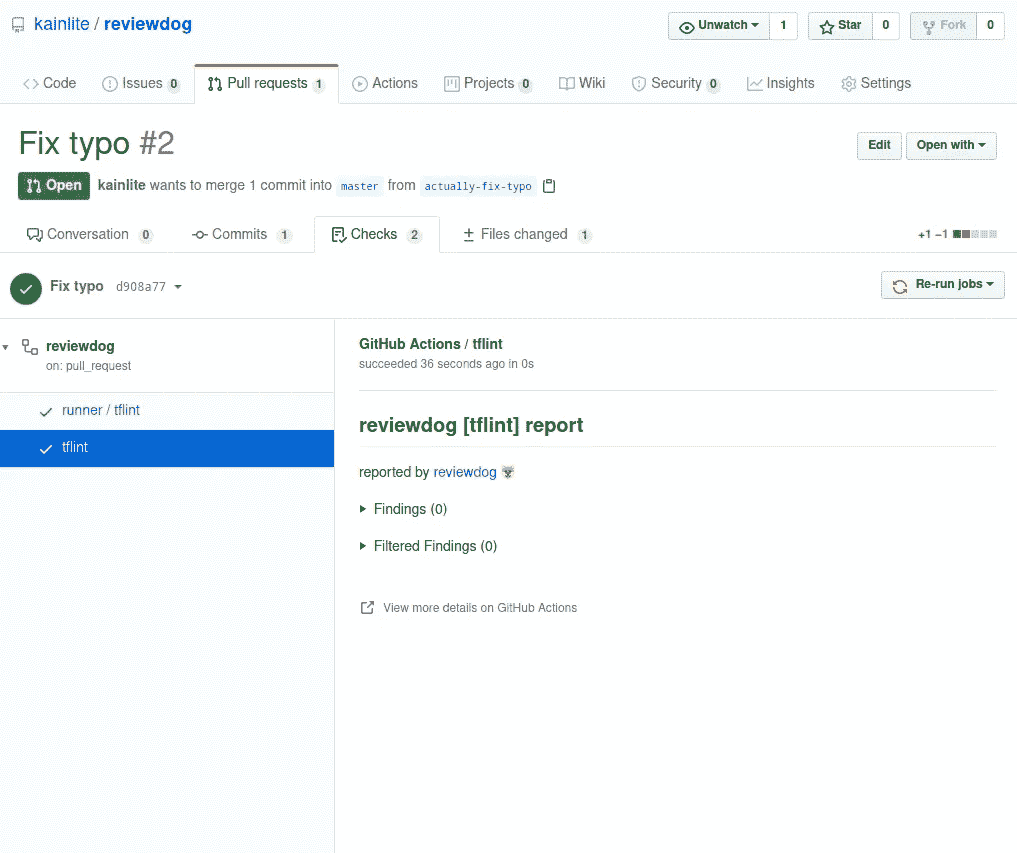 kainlite / reviewdog
Unwatch 1 Star 0 Fork 0
Code Issues 0 Pull requests 1 Actions Projects 0 Wiki Security 0 Insights Settings
Fix typo #2
Edit Open with
Open kainlite wants to merge 1 commit into master from actually-fix-typo
Conversation 0 Commits 1 Checks 2 Files changed 1 +1 −1
Fix typo d908a77
Re-run jobs
reviewdog
on: pull_request
runner / tflint
tflint
GitHub Actions / tflint
succeeded 36 seconds ago in 0s
reviewdog [tflint] report
reported by reviewdog
Findings (0)
Filtered Findings (0)
View more details on GitHub Actions